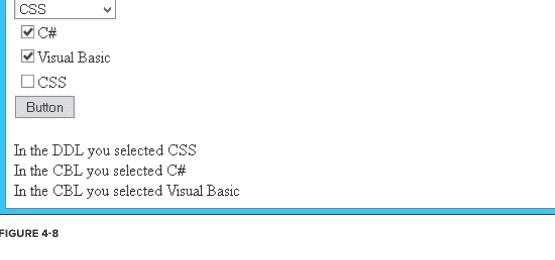 CSS
C#
Visual Basic
CSS
Button
In the DDL you selected CSS
In the CBL you selected C#
In the CBL you selected Visual Basic
FIGURE 4-8